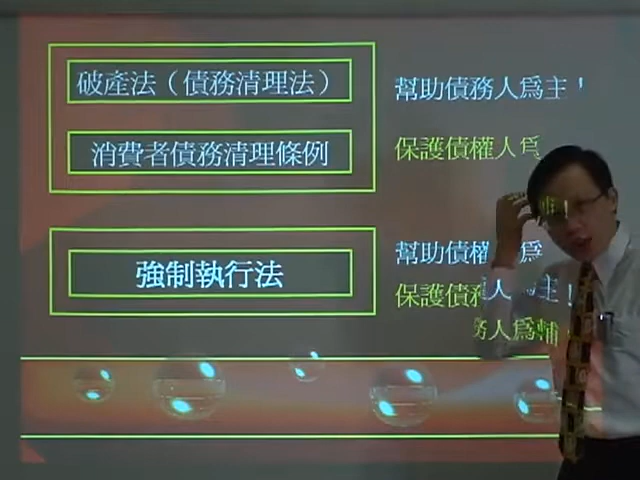 破產法（債務清理法）
幫助債務人爲主！
消費者債務清理條例
保護債權人爲輔！
強制執行法
幫助債權人爲主！
保護債務人爲輔